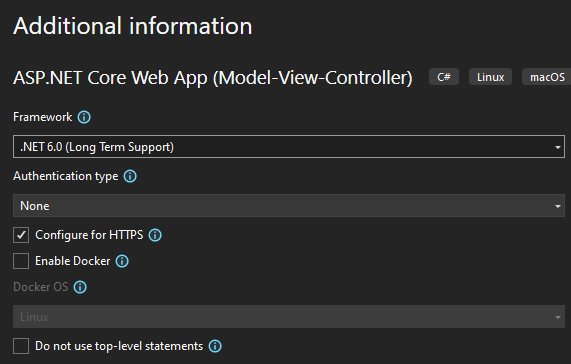 Additional information
ASP.NET Core Web App (Model-View-Controller) C# Linux macOS
Framework
.NET 6.0 (Long Term Support)
Authentication type
None
Configure for HTTPS
Enable Docker
Docker OS
Linux
Do not use top-level statements